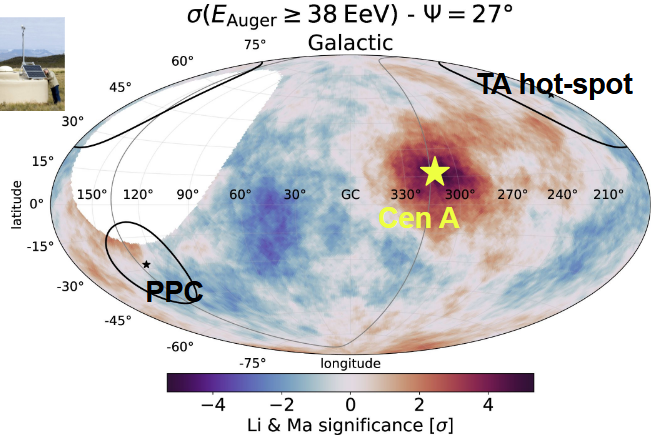 σ(E_Auger ≥ 38 EeV) - Ψ = 27°
Galactic
75°
60°
45°
30°
15°
0°
-15°
-30°
-45°
-60°
-75°
latitude
150° 120° 90° 60° 30° GC 330° 300° 270° 240° 210°
TA hot-spot
Cen A
PPC
longitude
−4 −2 0 2 4
Li & Ma significance [σ]